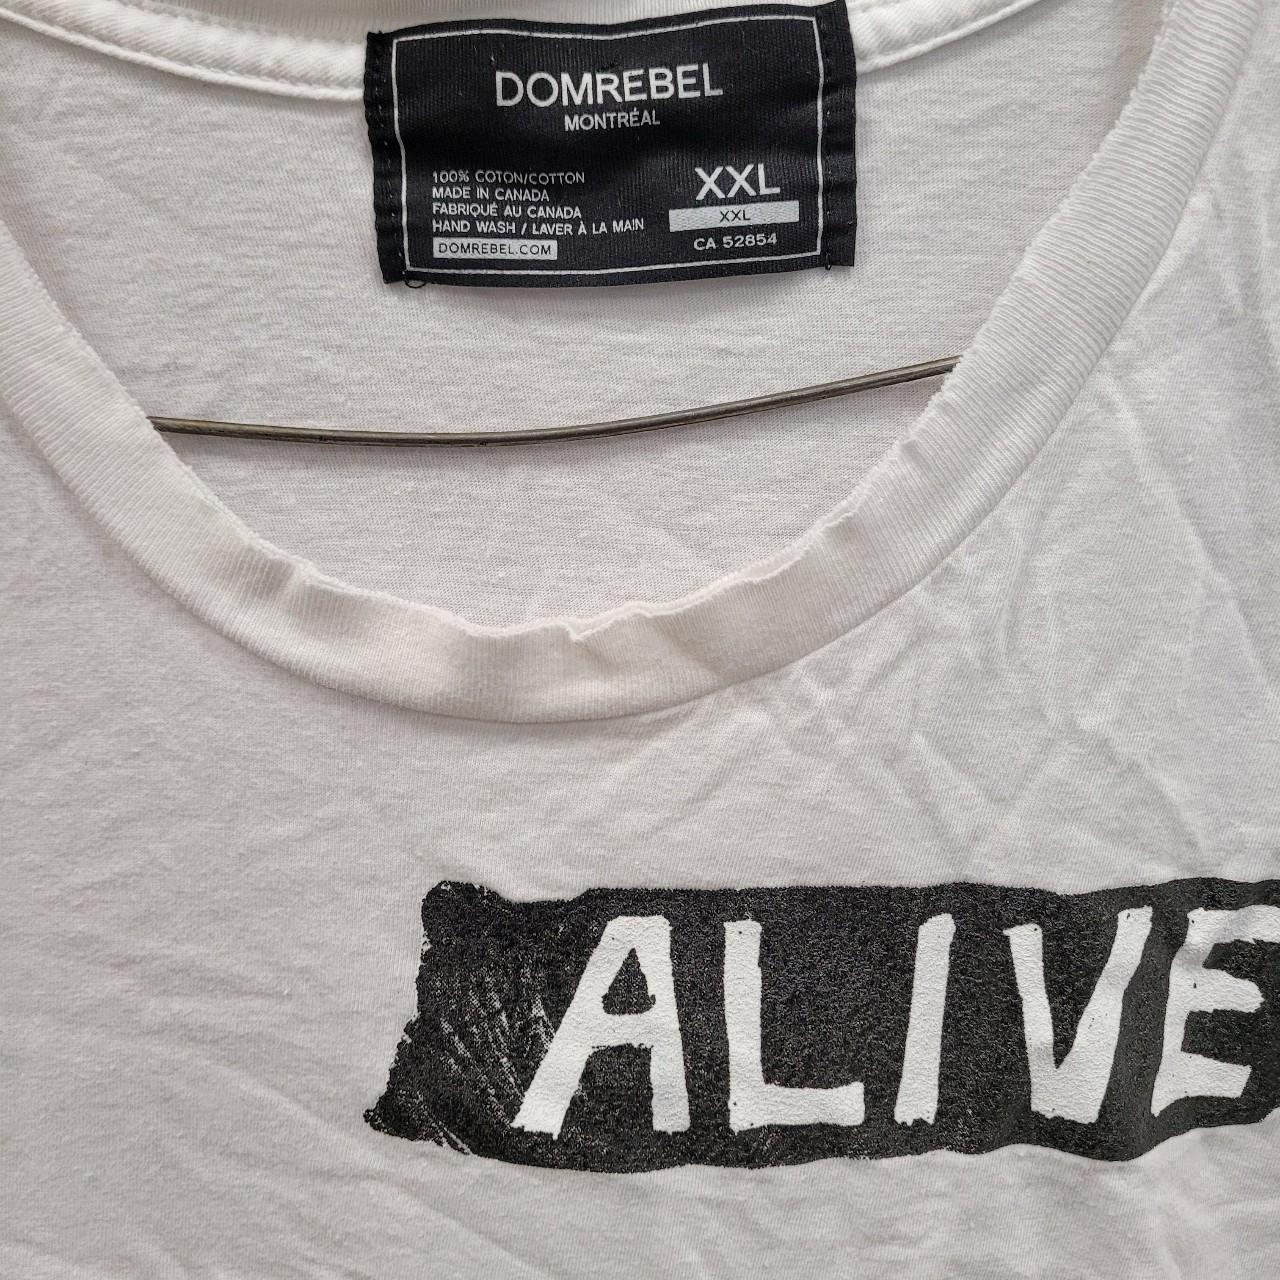 DOMREBEL
MONTRÉAL
100% COTON/COTTON
MADE IN CANADA
FABRIQUÉ AU CANADA
HAND WASH / LAVER À LA MAIN
DOMREBEL.COM
XXL
XXL
CA 52854
ALIVE